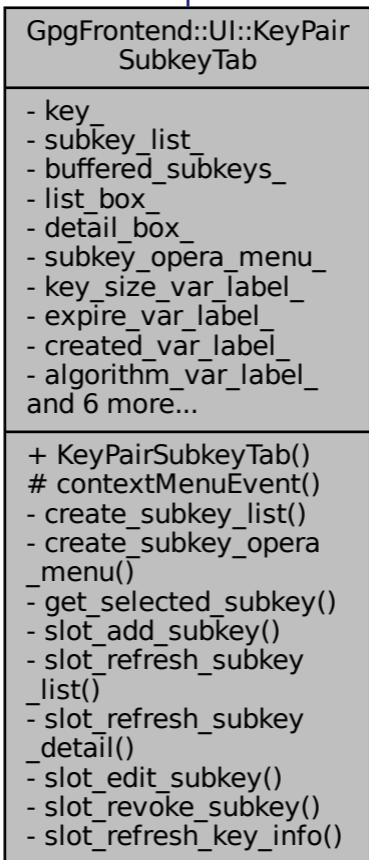 GpgFrontend::UI::KeyPair
SubkeyTab
- key_
- subkey_list_
- buffered_subkeys_
- list_box_
- detail_box_
- subkey_opera_menu_
- key_size_var_label_
- expire_var_label_
- created_var_label_
- algorithm_var_label_
and 6 more...
+ KeyPairSubkeyTab()
# contextMenuEvent()
- create_subkey_list()
- create_subkey_opera
_menu()
- get_selected_subkey()
- slot_add_subkey()
- slot_refresh_subkey
_list()
- slot_refresh_subkey
_detail()
- slot_edit_subkey()
- slot_revoke_subkey()
- slot_refresh_key_info()